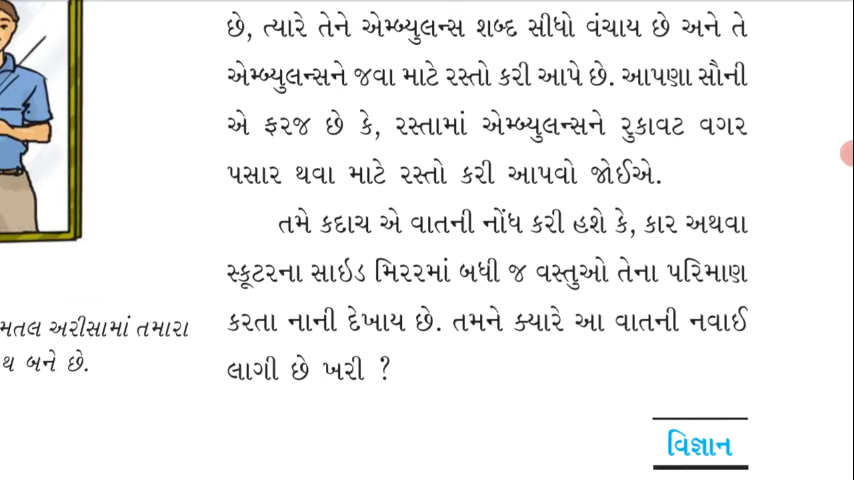 છે, ત્યારે તેને એમ્બ્યુલન્સ શબ્દ સીધો વંચાય છે અને તે
એમ્બ્યુલન્સને જવા માટે રસ્તો કરી આપે છે. આપણા સૌની
એ ફરજ છે કે, રસ્તામાં એમ્બ્યુલન્સને રુકાવટ વગર
પસાર થવા માટે રસ્તો કરી આપવો જોઈએ.
તમે કદાચ એ વાતની નોંધ કરી હશે કે, કાર અથવા
સ્કૂટરના સાઇડ મિરરમાં બધી જ વસ્તુઓ તેના પરિમાણ
કરતા નાની દેખાય છે. તમને ક્યારે આ વાતની નવાઈ
લાગી છે ખરી ?
મતલ અરીસામાં તમારા
થ બને છે.
વિજ્ઞાન